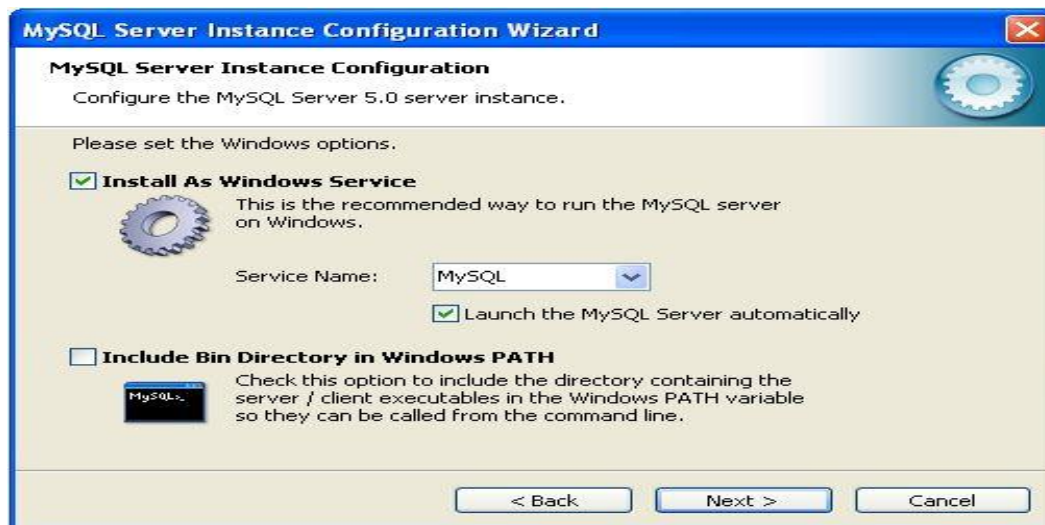 MySQL Server Instance Configuration Wizard
MySQL Server Instance Configuration
Configure the MySQL Server 5.0 server instance.
Please set the Windows options.
Install As Windows Service
This is the recommended way to run the MySQL server
on Windows.
Service Name: MySQL
Launch the MySQL Server automatically
Include Bin Directory in Windows PATH
Check this option to include the directory containing the
server / client executables in the Windows PATH variable
so they can be called from the command line.
MySQL>_
< Back Next > Cancel